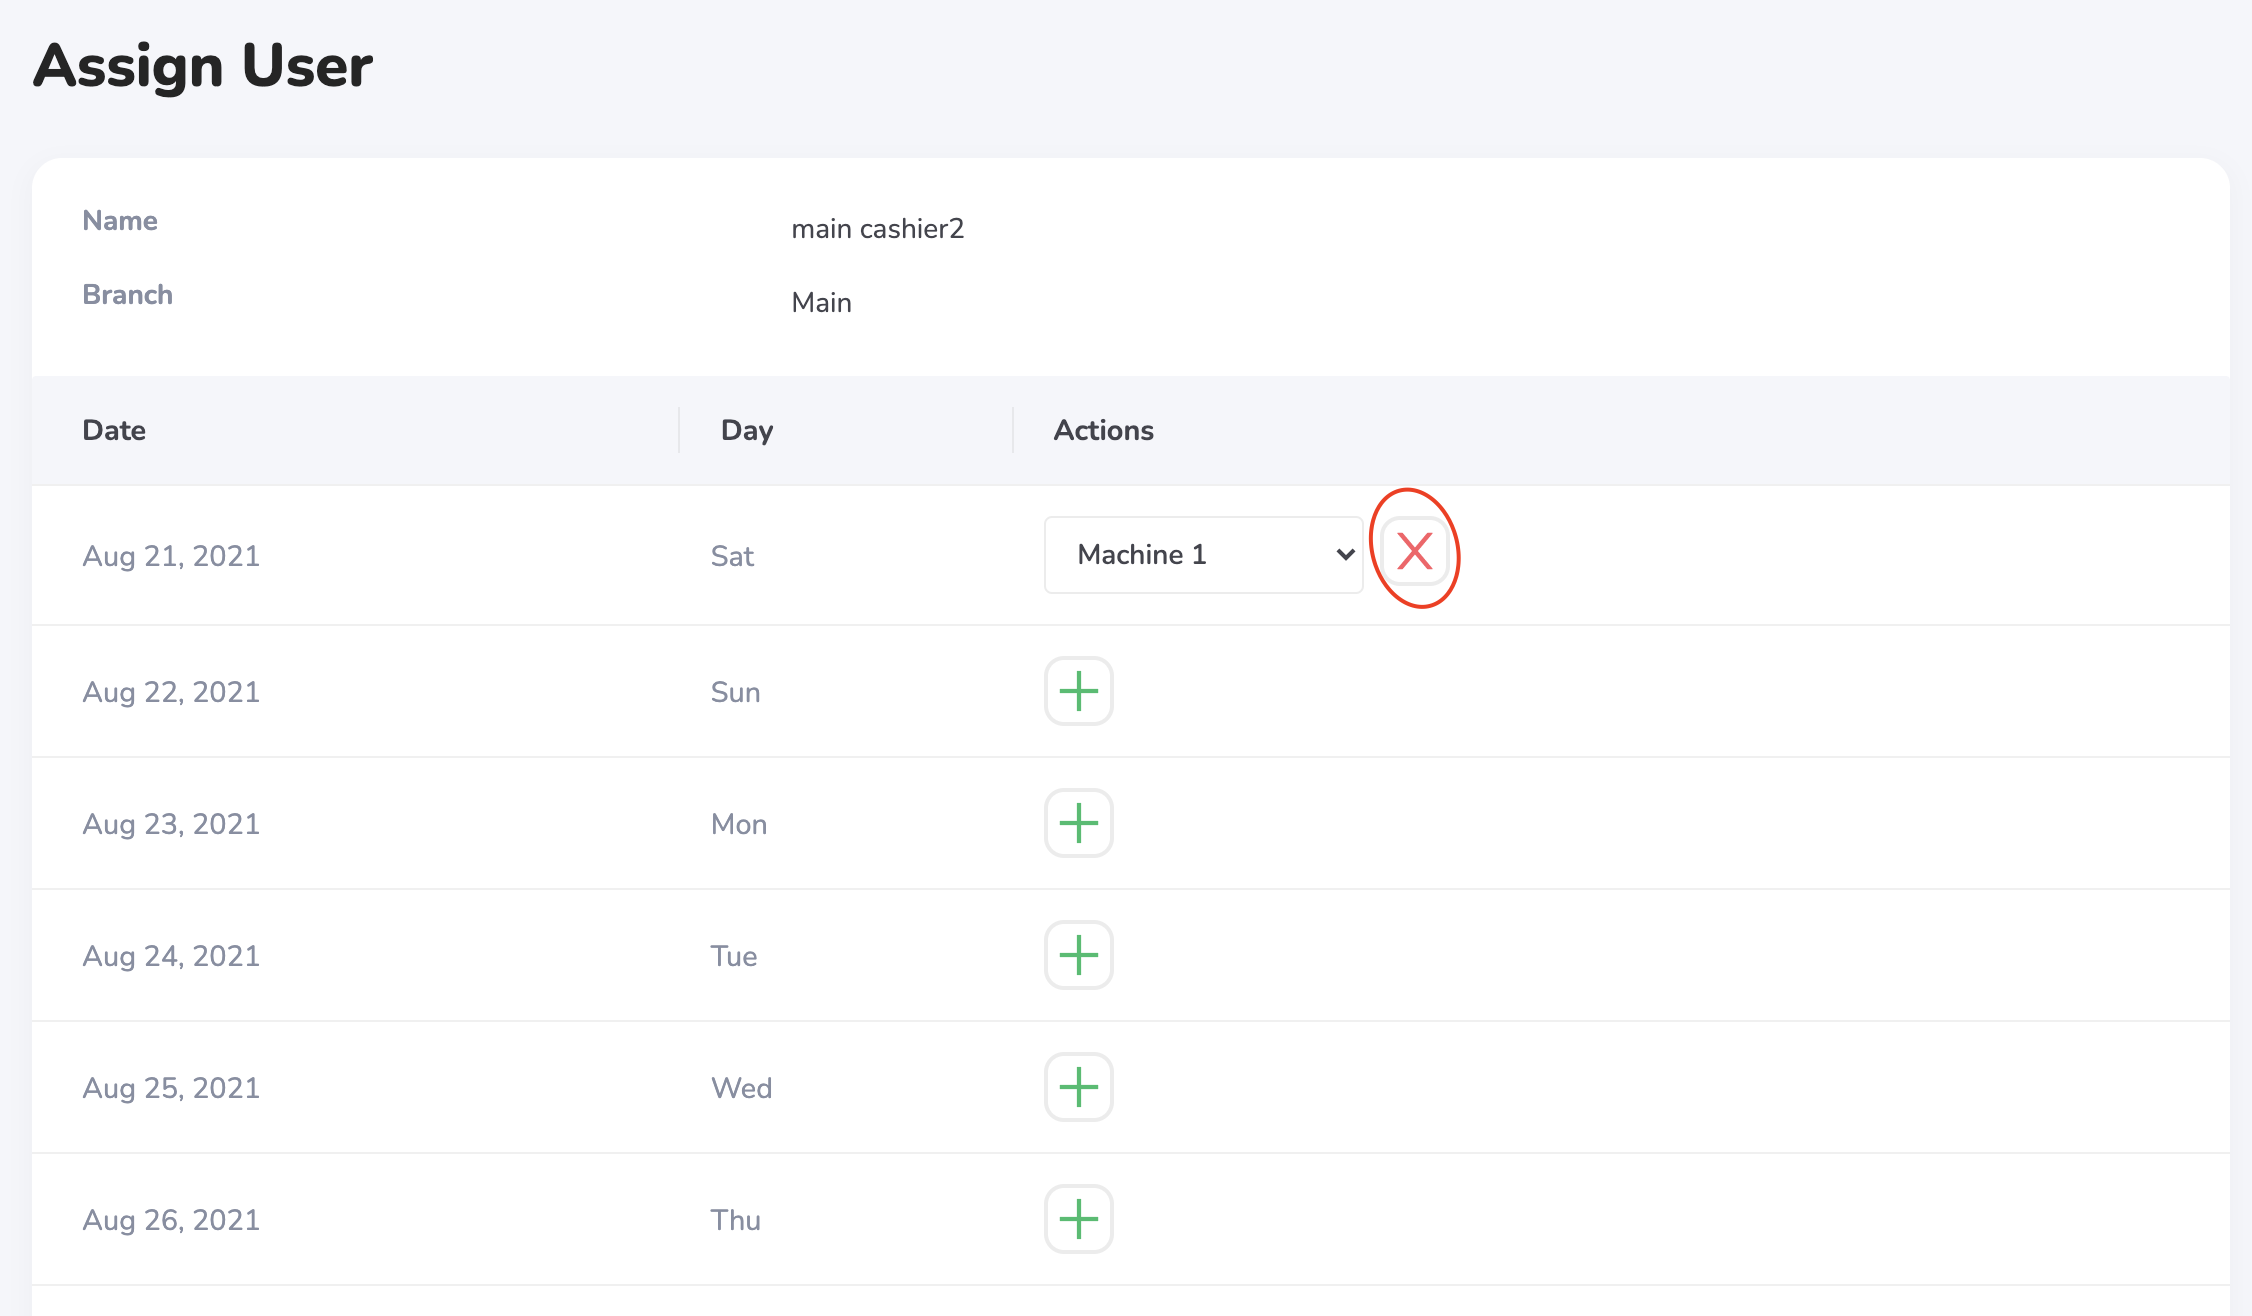 Assign User
Name main cashier2
Branch Main
Date Day Actions
Aug 21, 2021 Sat Machine 1
Aug 22, 2021 Sun
Aug 23, 2021 Mon
Aug 24, 2021 Tue
Aug 25, 2021 Wed
Aug 26, 2021 Thu